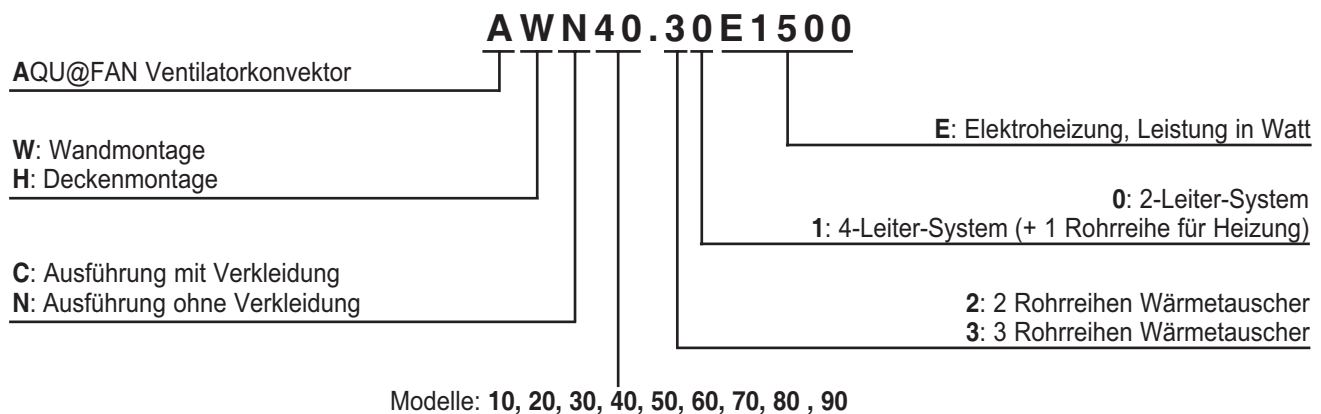 AWN40.30E1500
AQU@FAN Ventilatorkonvektor
W: Wandmontage
H: Deckenmontage
C: Ausführung mit Verkleidung
N: Ausführung ohne Verkleidung
E: Elektroheizung, Leistung in Watt
0: 2-Leiter-System
1: 4-Leiter-System (+ 1 Rohrreihe für Heizung)
2: 2 Rohrreihen Wärmetauscher
3: 3 Rohrreihen Wärmetauscher
Modelle: 10, 20, 30, 40, 50, 60, 70, 80 , 90